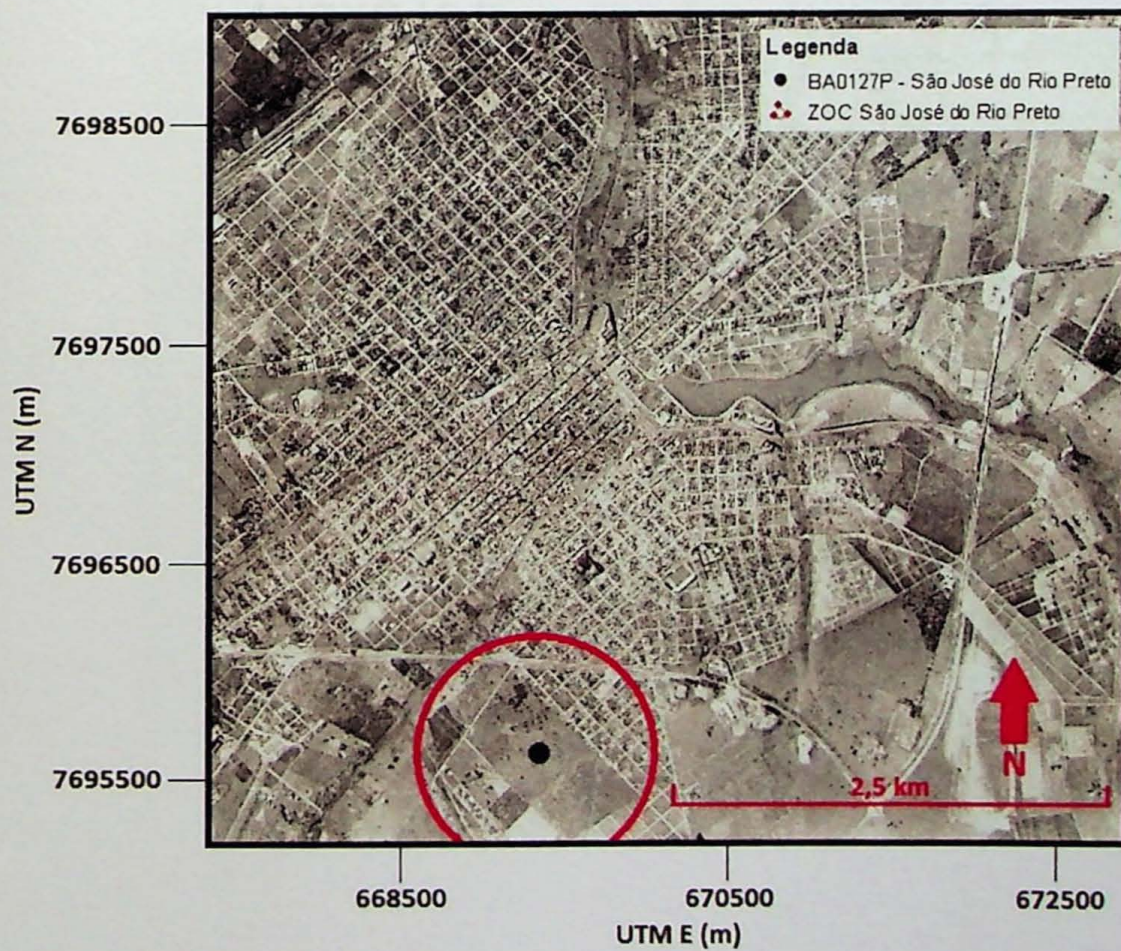 Legenda
BA0127P - São José do Rio Preto
ZOC São José do Rio Preto
7698500
7697500
7696500
7695500
UTM N (m)
N
2,5 km
668500
670500
672500
UTM E (m)